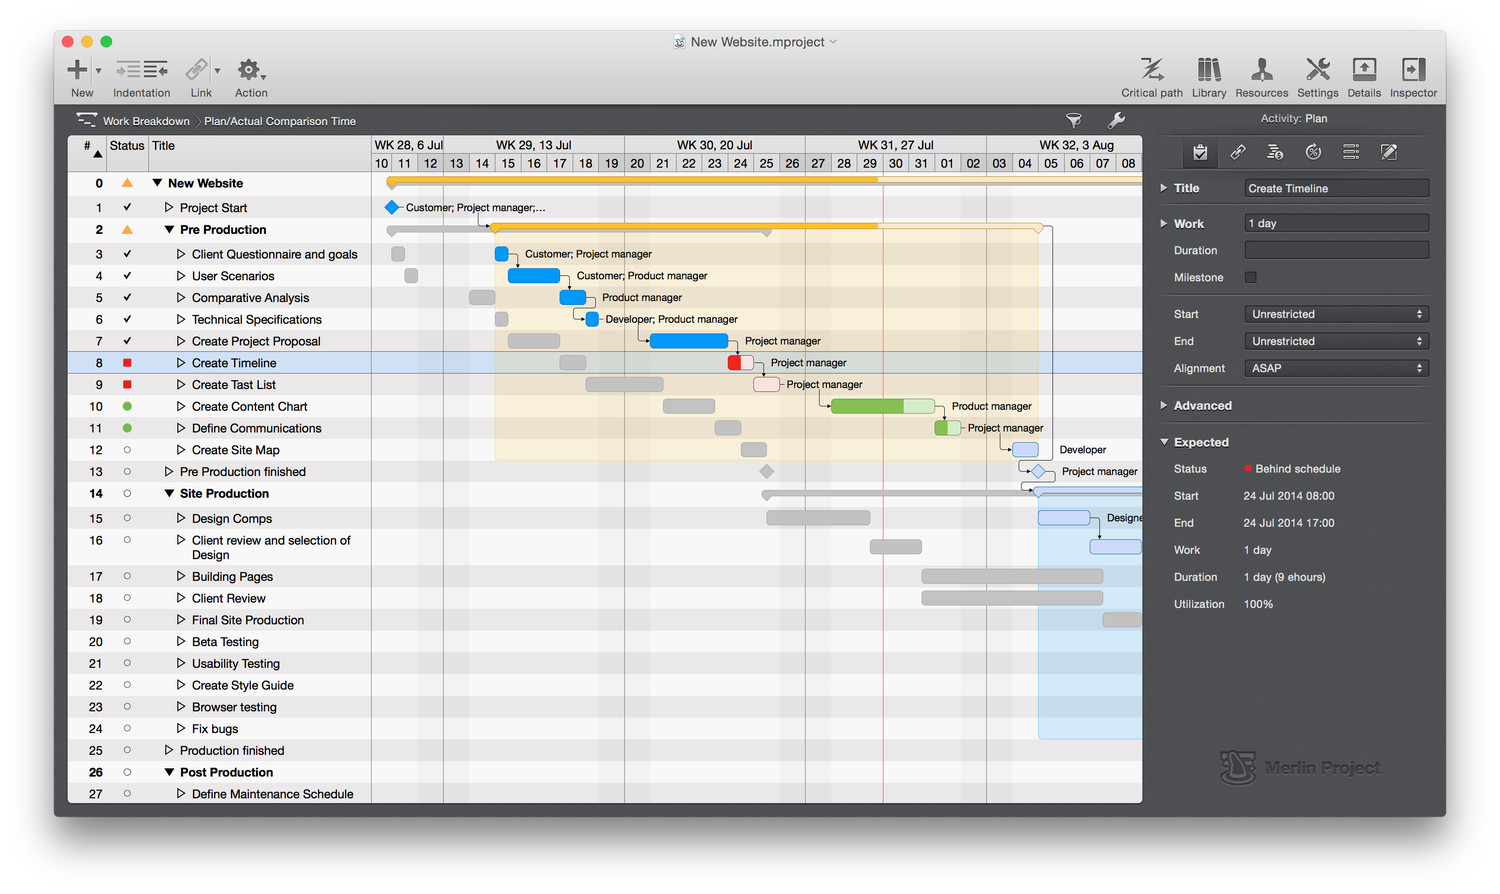 New Website.mproject
New Indentation Link Action Critical path Library Resources Settings Details Inspector
Work Breakdown Plan/Actual Comparison Time
Activity: Plan
# Status Title WK 28, 6 Jul WK 29, 13 Jul WK 30, 20 Jul WK 31, 27 Jul WK 32, 3 Aug
10 11 12 13 14 15 16 17 18 19 20 21 22 23 24 25 26 27 28 29 30 31 01 02 03 04 05 06 07 08
0 New Website
1 Project Start Customer; Project manager;...
2 Pre Production
3 Client Questionnaire and goals Customer; Project manager
4 User Scenarios Customer; Product manager
5 Comparative Analysis Product manager
6 Technical Specifications Developer; Product manager
7 Create Project Proposal Project manager
8 Create Timeline Project manager
9 Create Tast List Project manager
10 Create Content Chart Product manager
11 Define Communications Project manager
12 Create Site Map Developer
13 Pre Production finished Project manager
14 Site Production
15 Design Comps Designe
16 Client review and selection of
Design
17 Building Pages
18 Client Review
19 Final Site Production
20 Beta Testing
21 Usability Testing
22 Create Style Guide
23 Browser testing
24 Fix bugs
25 Production finished
26 Post Production
27 Define Maintenance Schedule
Title Create Timeline
Work 1 day
Duration
Milestone
Start Unrestricted
End Unrestricted
Alignment ASAP
Advanced
Expected
Status Behind schedule
Start 24 Jul 2014 08:00
End 24 Jul 2014 17:00
Work 1 day
Duration 1 day (9 ehours)
Utilization 100%
Merlin Project